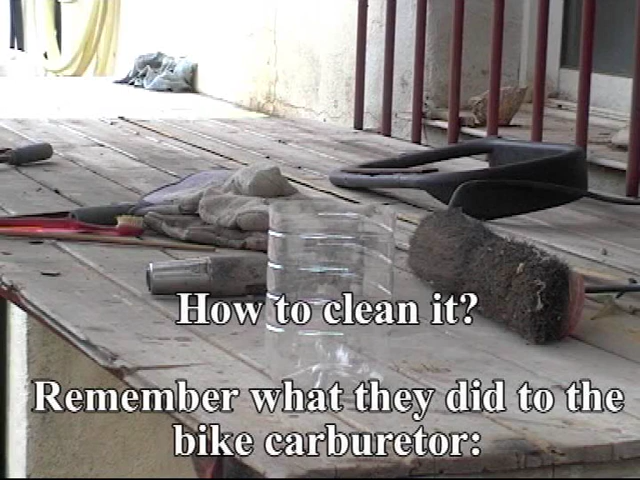 How to clean it?
Remember what they did to the
bike carburetor: